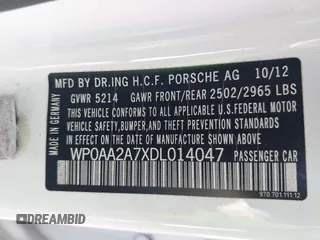 MFD BY DR.ING H.C.F. PORSCHE AG 10/12
GVWR 5214 GAWR FRONT/REAR 2502/2965 LBS
THIS VEHICLE CONFORMS TO ALL APPLICABLE U.S.
FEDERAL MOTOR VEHICLE SAFETY, BUMPER, AND
THEFT PREVENTION STANDARDS IN EFFECT ON THE
DATE OF MANUFACTURE SHOWN ABOVE.
WP0AA2A7XDL014047 PASSENGER CAR
MADE IN GERMANY
970.701.111.12
DREAMBID